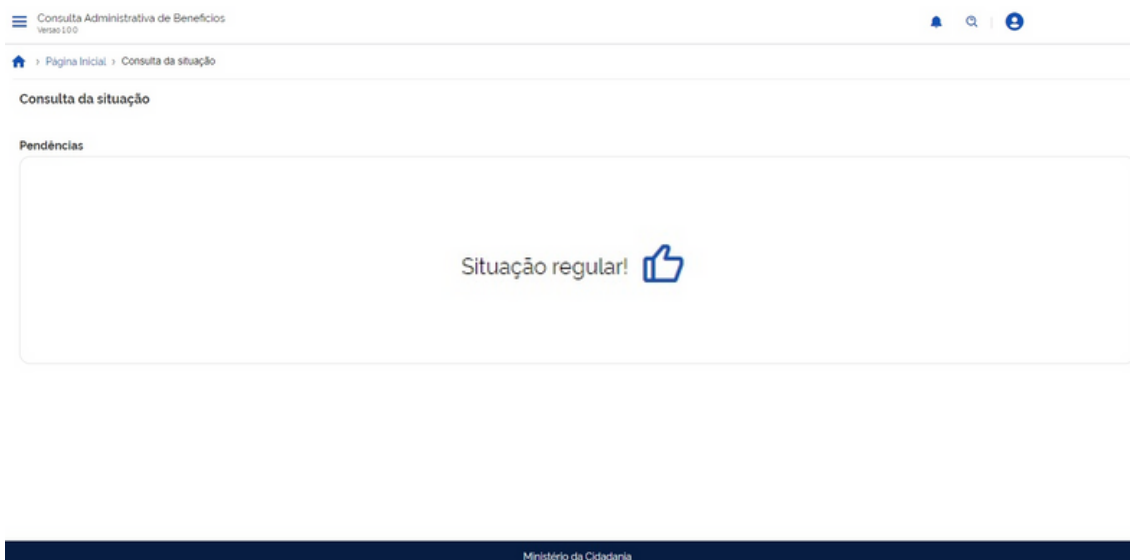 Consulta Administrativa de Benefícios
Versao 1.0.0
Página Inicial > Consulta da situação
Consulta da situação
Pendências
Situação regular!
Ministério da Cidadania